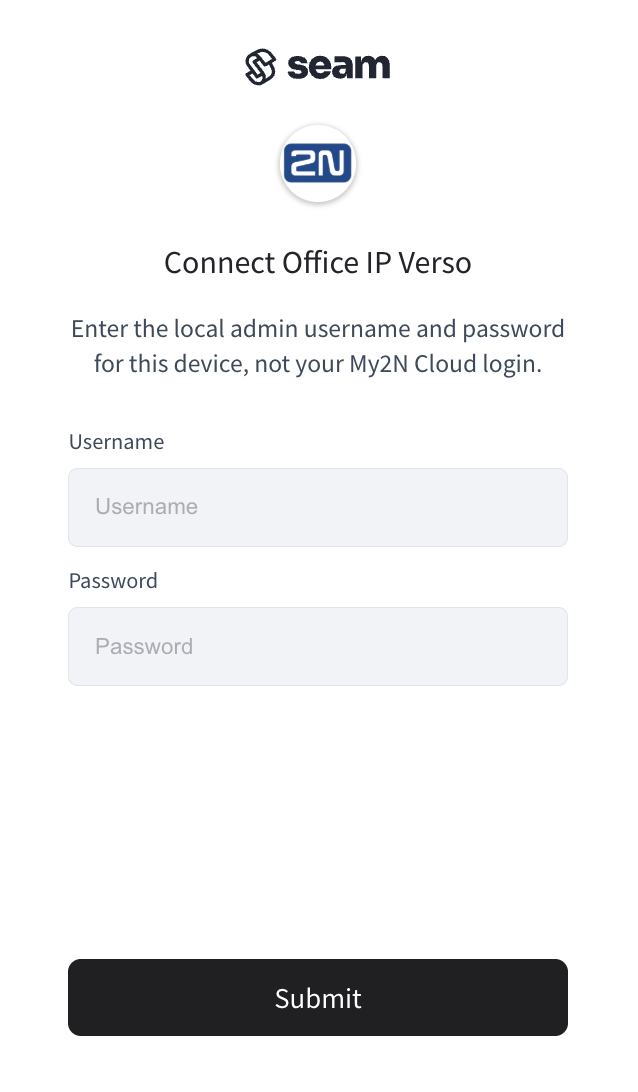 seam
2N
Connect Office IP Verso
Enter the local admin username and password
for this device, not your My2N Cloud login.
Username
Username
Password
Password
Submit